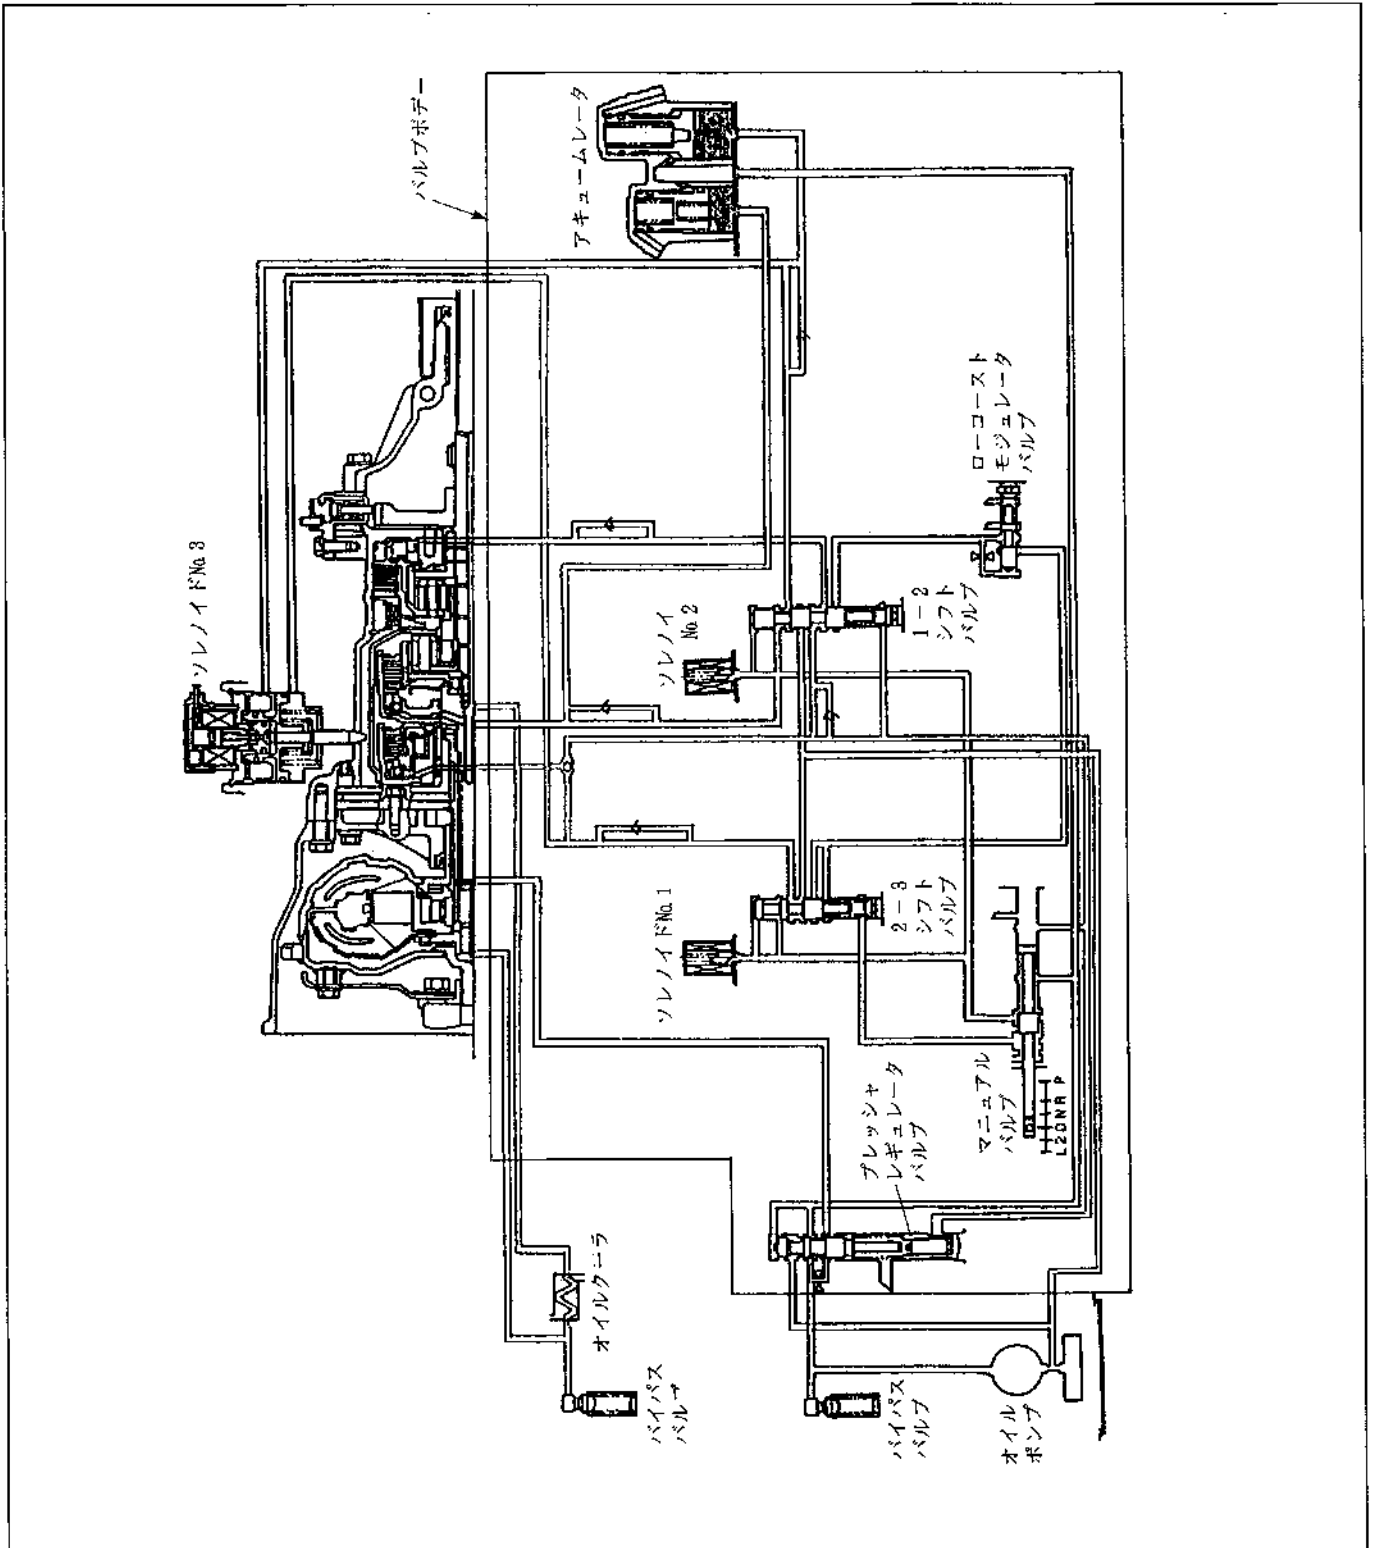 バルブボデー
アキュームレータ
ソレノイドNo.3
ローコースト
モジュレータ
バルブ
ソレノイ
No.2
1－2
シフト
バルブ
ソレノイドNo.1
2－3
シフト
バルブ
マニュアル
バルブ
L2DNRP
プレッシャ
レギュレータ
バルブ
オイルクーラ
バイパス
バルブ
バイパス
バルブ
オイル
ポンプ